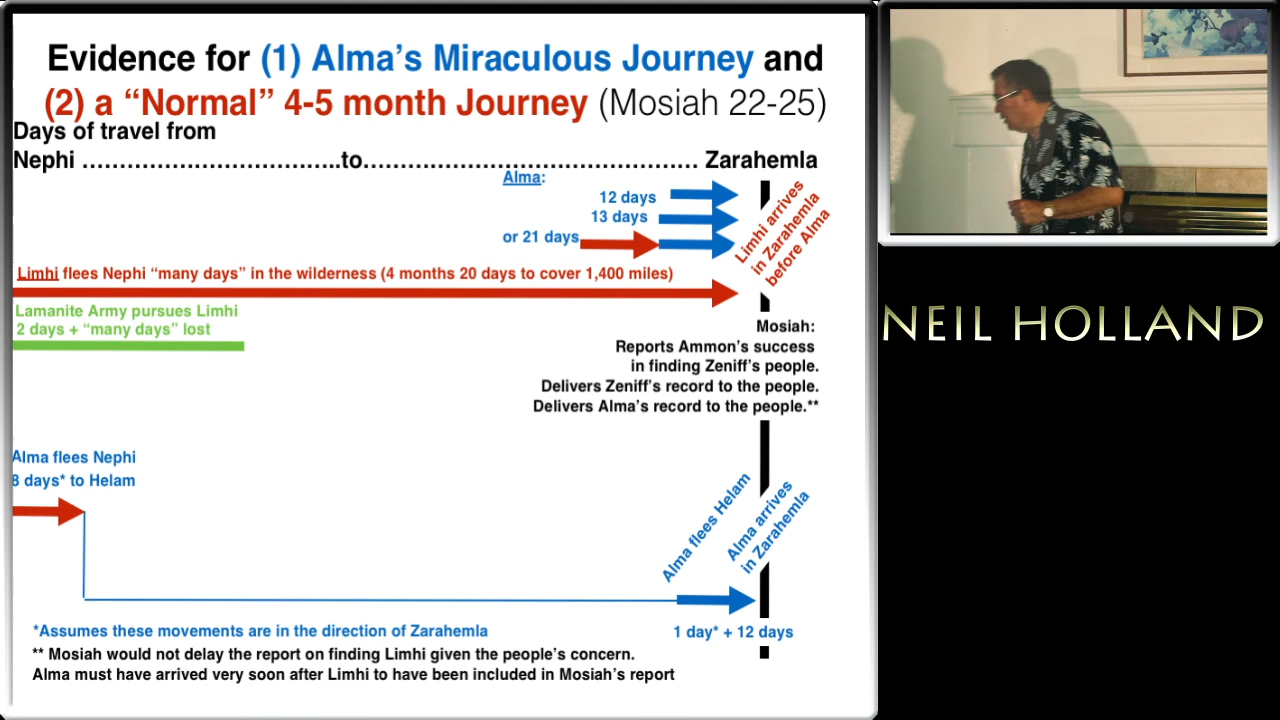 Evidence for (1) Alma’s Miraculous Journey and
(2) a “Normal” 4-5 month Journey (Mosiah 22-25)
Days of travel from
Nephi ……………………………..to……………………………………… Zarahemla
Alma:
12 days
13 days
or 21 days
Limhi arrives
in Zarahemla
before Alma
Limhi flees Nephi “many days” in the wilderness (4 months 20 days to cover 1,400 miles)
Lamanite Army pursues Limhi
2 days + “many days” lost
Mosiah:
Reports Ammon’s success
in finding Zeniff’s people.
Delivers Zeniff’s record to the people.
Delivers Alma’s record to the people.**
Alma flees Nephi
8 days* to Helam
Alma flees Helam
Alma arrives
in Zarahemla
*Assumes these movements are in the direction of Zarahemla
1 day* + 12 days
** Mosiah would not delay the report on finding Limhi given the people’s concern.
Alma must have arrived very soon after Limhi to have been included in Mosiah’s report
NEIL HOLLAND